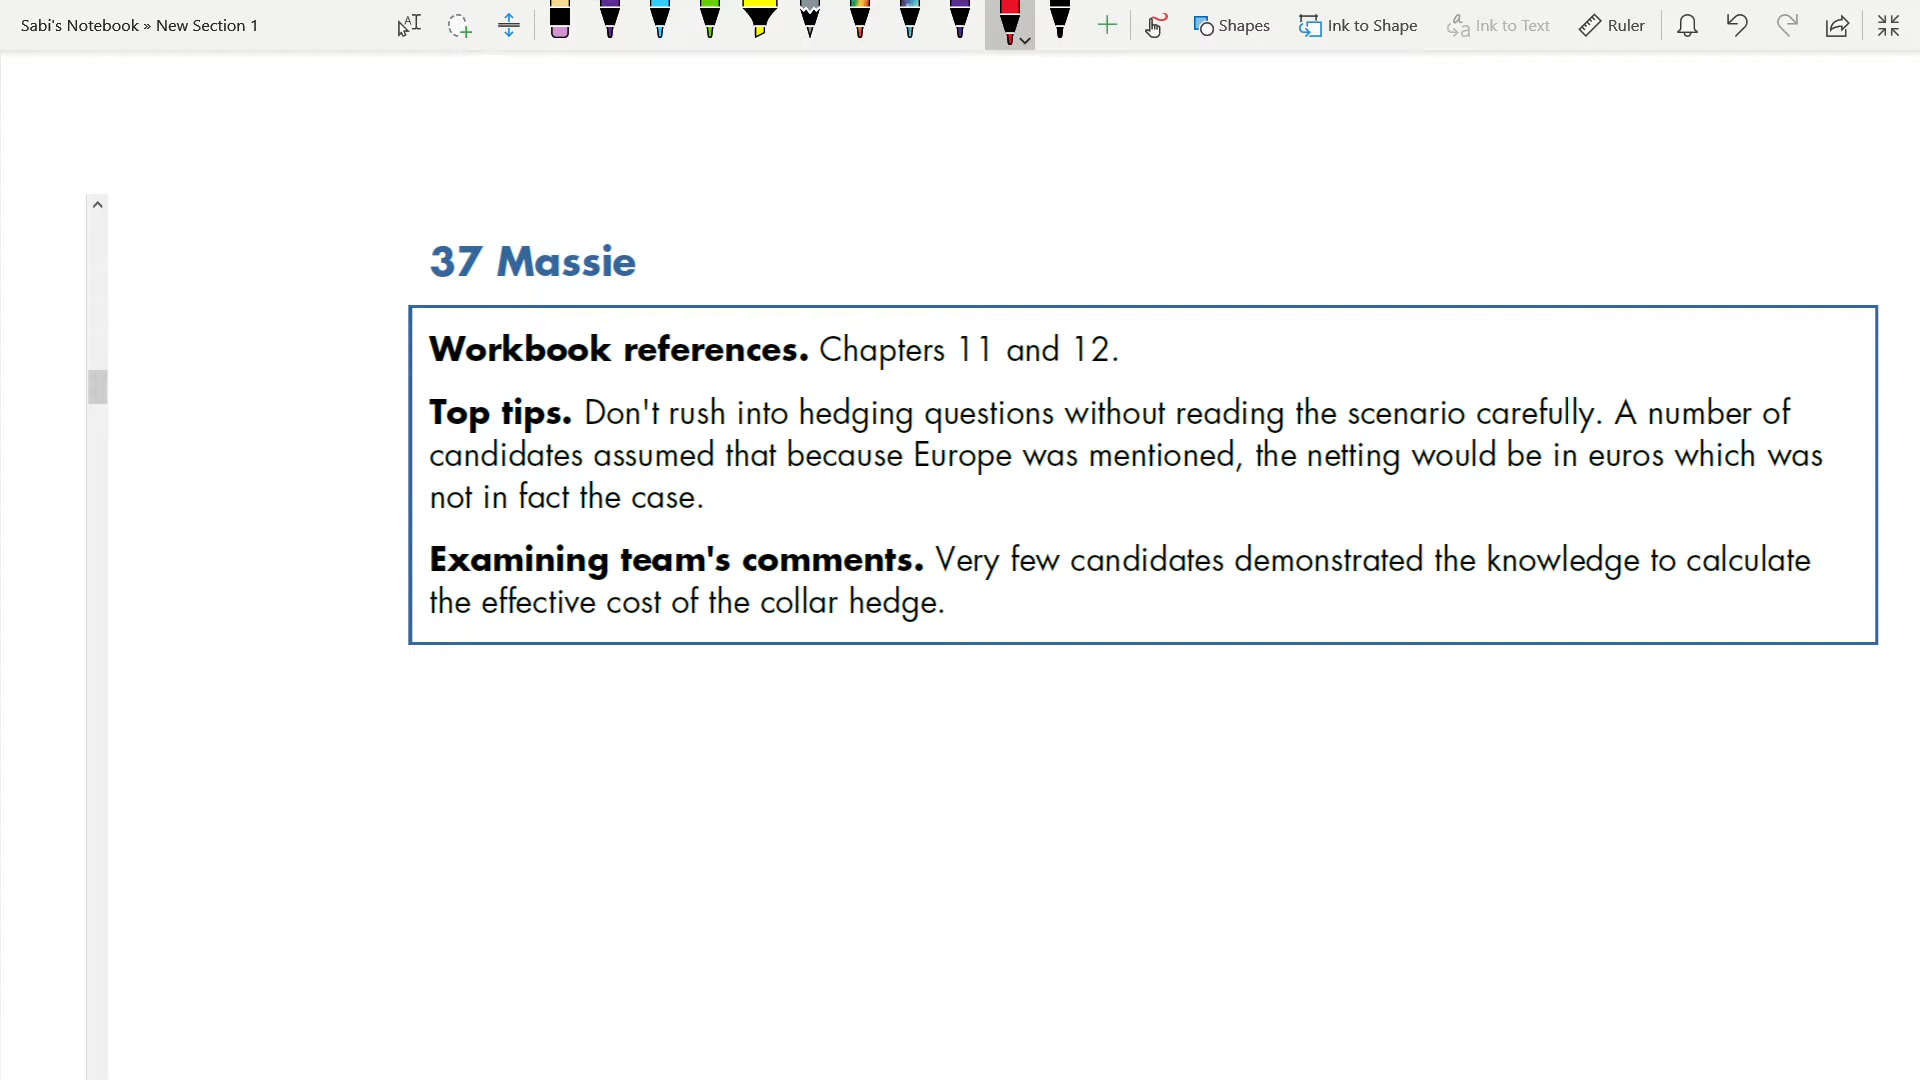 Sabi's Notebook » New Section 1
Shapes
Ink to Shape
Ink to Text
Ruler
37 Massie
Workbook references. Chapters 11 and 12.
Top tips. Don't rush into hedging questions without reading the scenario carefully. A number of
candidates assumed that because Europe was mentioned, the netting would be in euros which was
not in fact the case.
Examining team's comments. Very few candidates demonstrated the knowledge to calculate
the effective cost of the collar hedge.